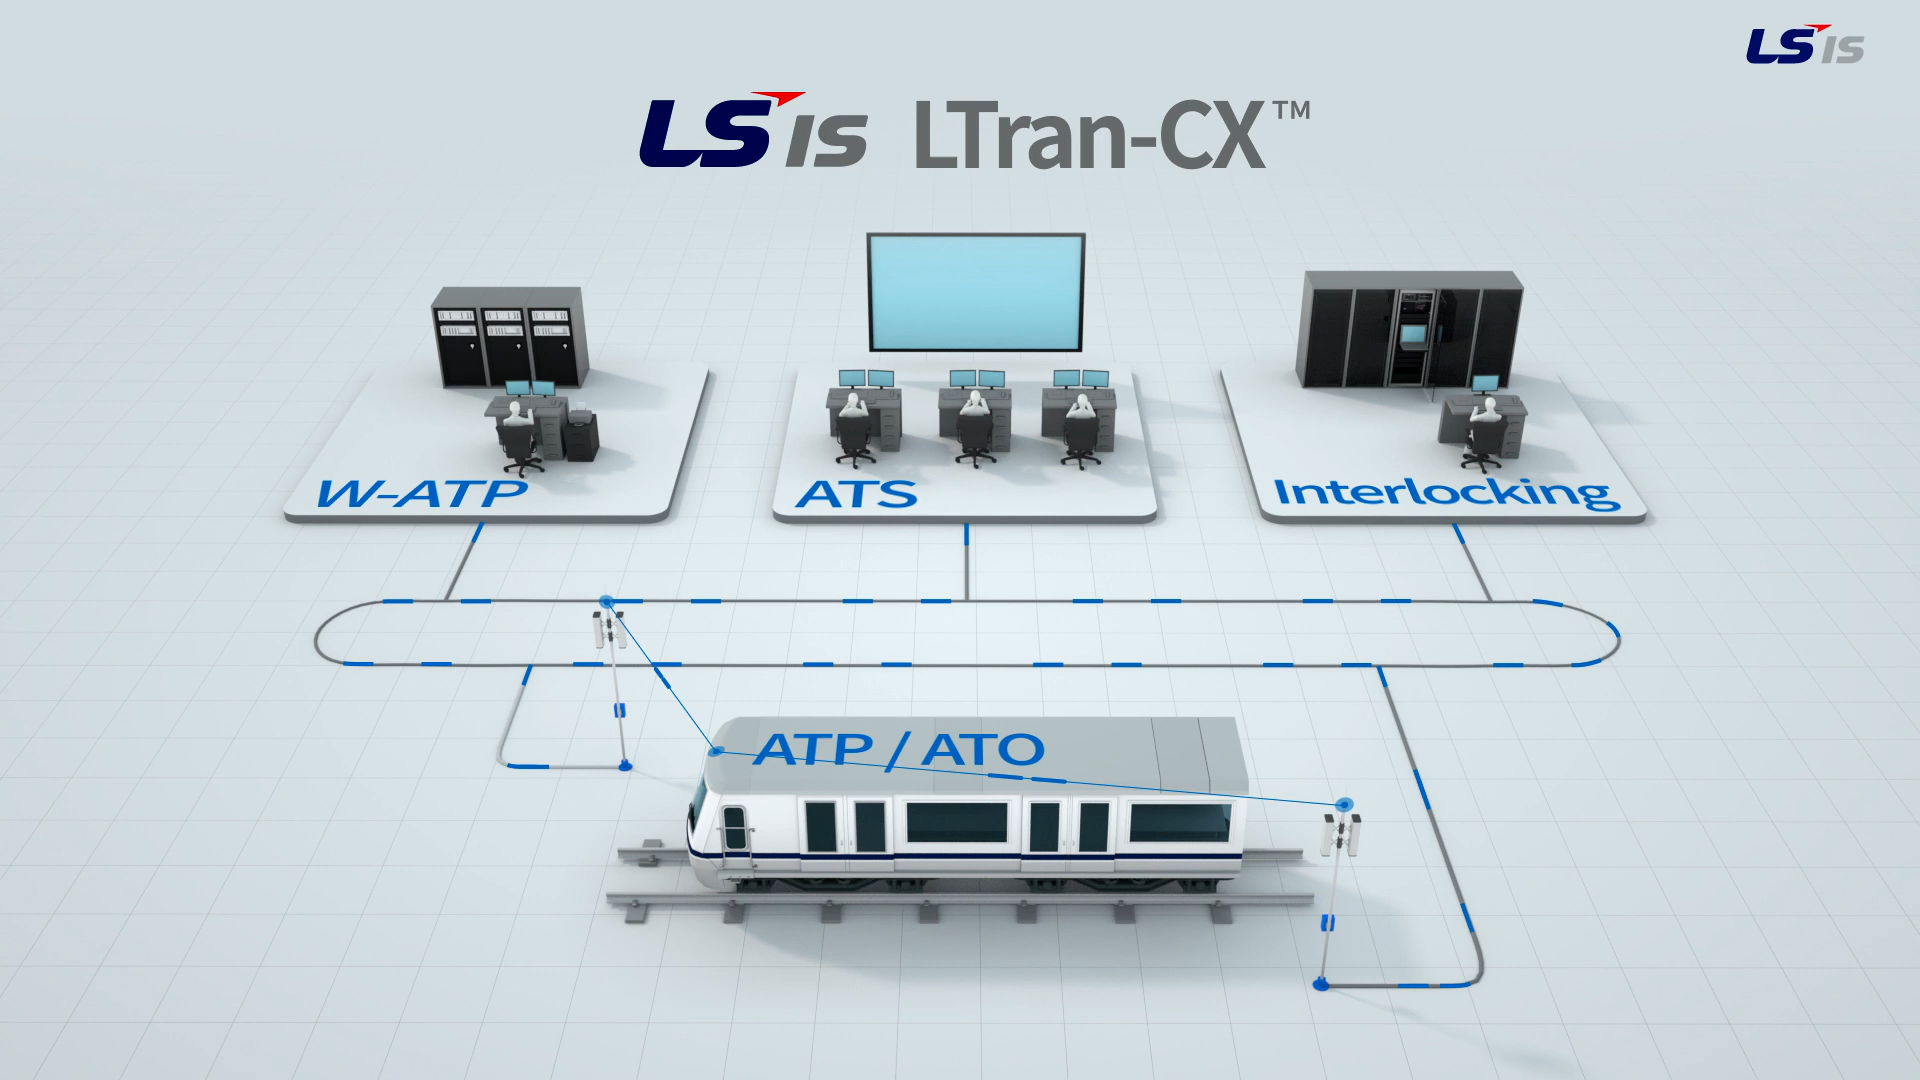 LS IS
LS IS LTran-CX™
W-ATP
ATS
Interlocking
ATP / ATO